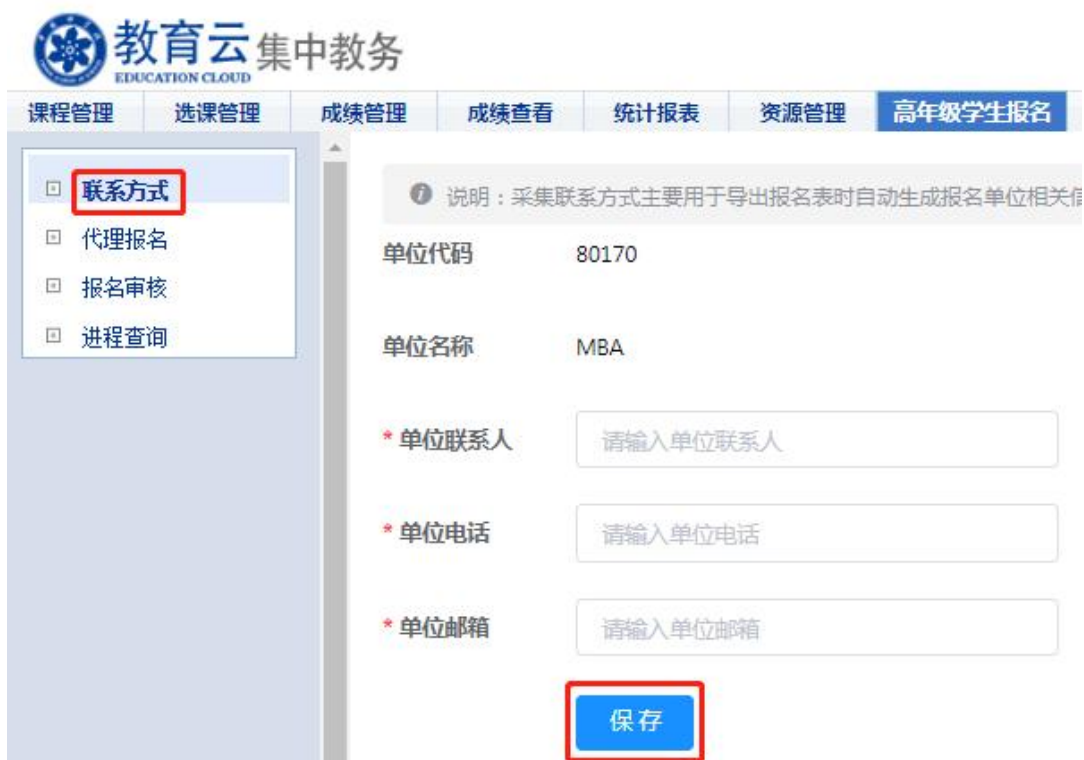 教育云 集中教务
EDUCATION CLOUD
课程管理 选课管理 成绩管理 成绩查看 统计报表 资源管理 高年级学生报名
联系方式
代理报名
报名审核
进程查询
说明：采集联系方式主要用于导出报名表时自动生成报名单位相关信
单位代码 80170
单位名称 MBA
* 单位联系人 请输入单位联系人
* 单位电话 请输入单位电话
* 单位邮箱 请输入单位邮箱
保存